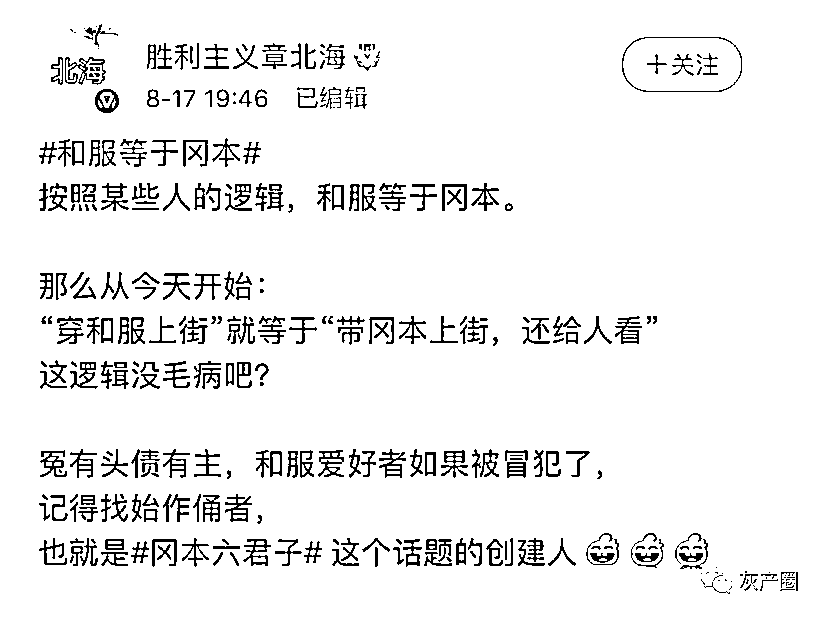 北海
胜利主义章北海
+关注
8-17 19:46 已编辑
#和服等于冈本#
按照某些人的逻辑，和服等于冈本。
那么从今天开始：
“穿和服上街”就等于“带冈本上街，还给人看”
这逻辑没毛病吧？
冤有头债有主，和服爱好者如果被冒犯了，
记得找始作俑者，
也就是#冈本六君子# 这个话题的创建人
灰产圈